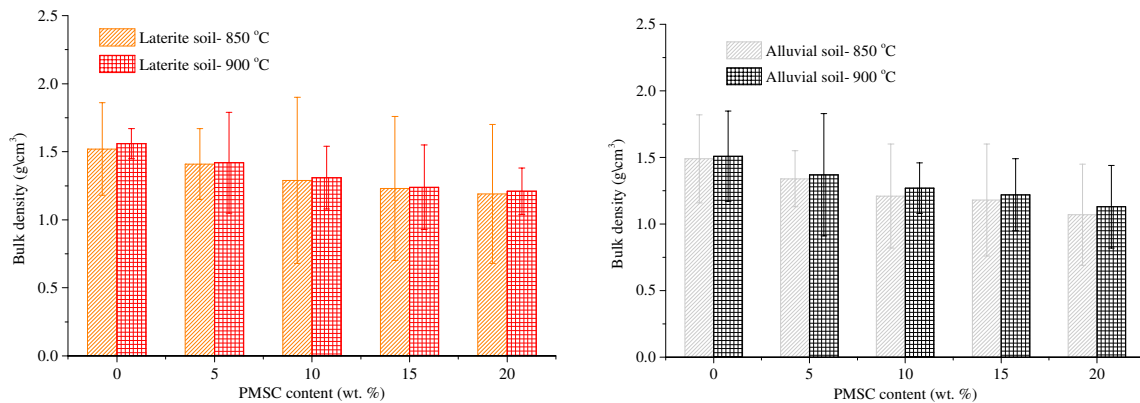 2.5
2.0
1.5
1.0
0.5
0.0
Bulk density (g\cm³)
Laterite soil- 850 °C
Laterite soil- 900 °C
0 5 10 15 20
PMSC content (wt. %)
2.5
2.0
1.5
1.0
0.5
0.0
Bulk density (g\cm³)
Alluvial soil- 850 °C
Alluvial soil- 900 °C
0 5 10 15 20
PMSC content (wt. %)